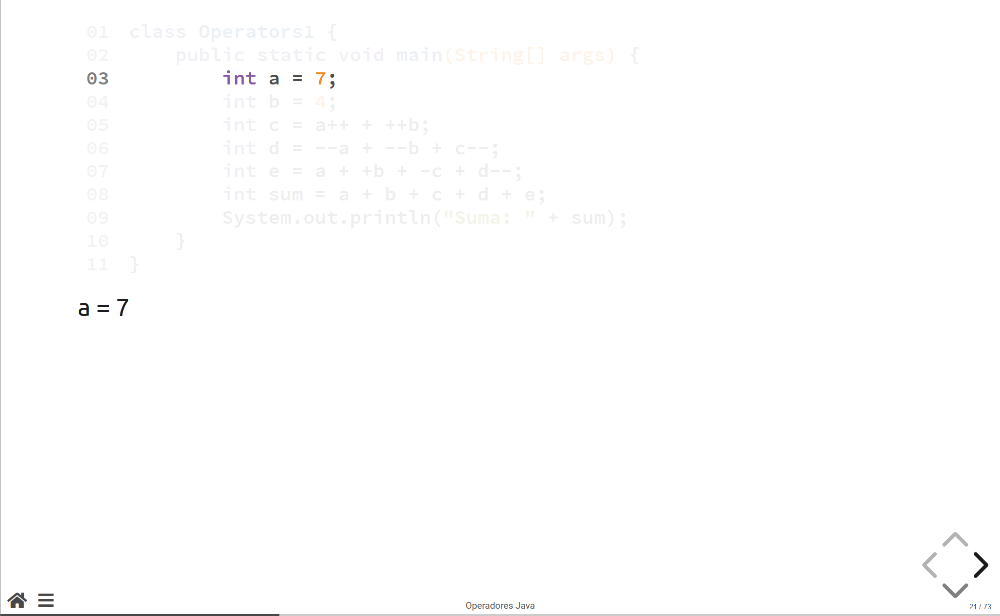 01 class Operators1 {
02     public static void main(String[] args) {
03         int a = 7;
04         int b = 4;
05         int c = a++ + ++b;
06         int d = --a + --b + c--;
07         int e = a + +b + -c + d--;
08         int sum = a + b + c + d + e;
09         System.out.println("Suma: " + sum);
10     }
11 }
a = 7
Operadores Java
21 / 73